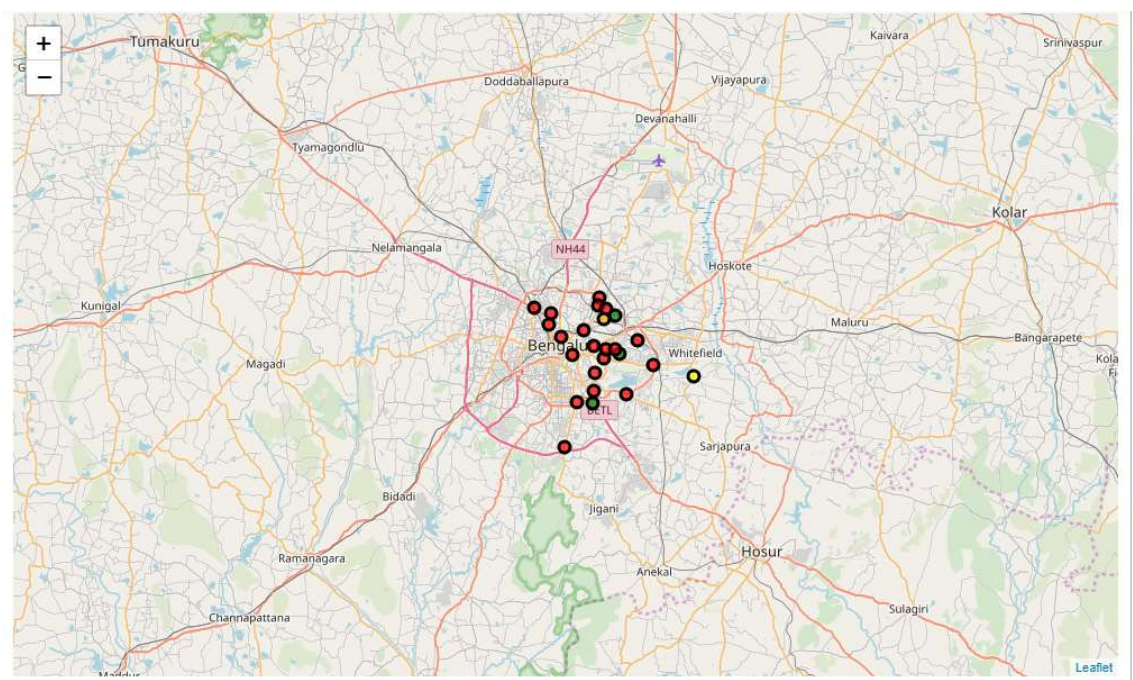 +
−
Tumakuru
Kaivara
Srinivaspur
Doddaballapura
Vijayapura
Devanahalli
Tyamagondlu
Kolar
Nelamangala
NH44
Hoskote
Kunigal
Maluru
Bengalu
Whitefield
Bangarapete
Magadi
BETL
Sarjapura
Bidadi
Jigani
Hosur
Ramanagara
Anekal
Sulagiri
Channapattana
Leaflet